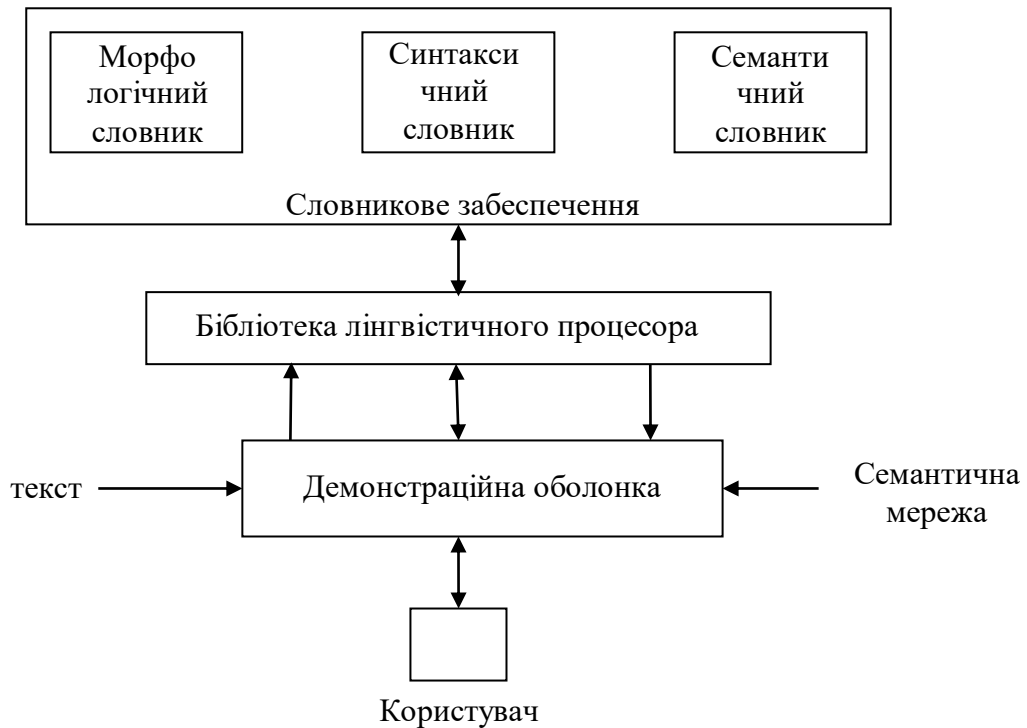 Морфо
логічний
словник
Синтакси
чний
словник
Семанти
чний
словник
Словникове забеспечення
Бібліотека лінгвістичного процесора
текст
Демонстраційна оболонка
Семантична
мережа
Користувач